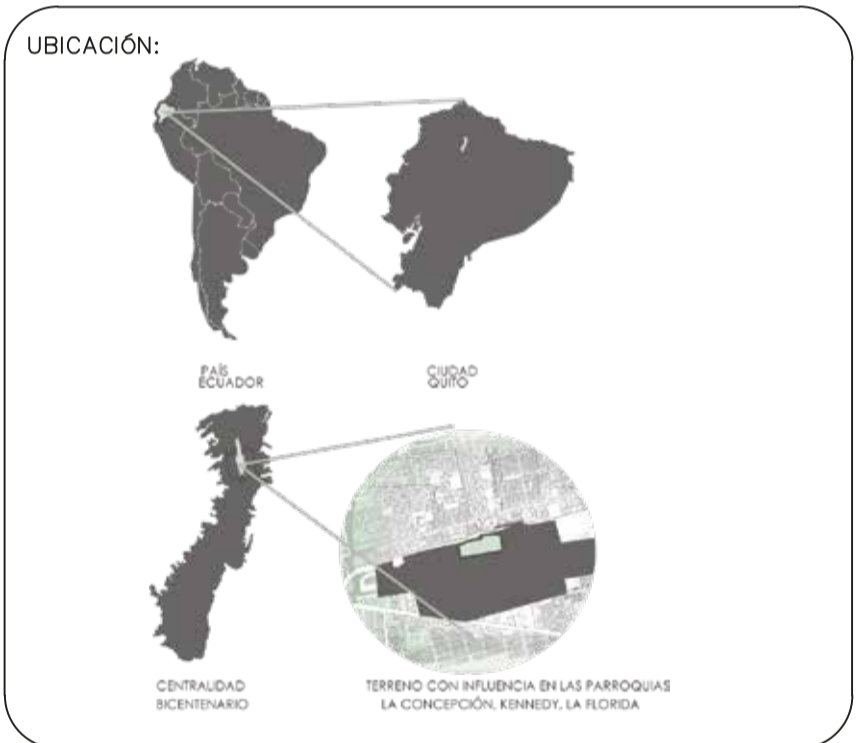 UBICACIÓN:
PAÍS
ECUADOR
CIUDAD
QUITO
CENTRALIDAD
BICENTENARIO
TERRENO CON INFLUENCIA EN LAS PARROQUIAS
LA CONCEPCIÓN, KENNEDY, LA FLORIDA